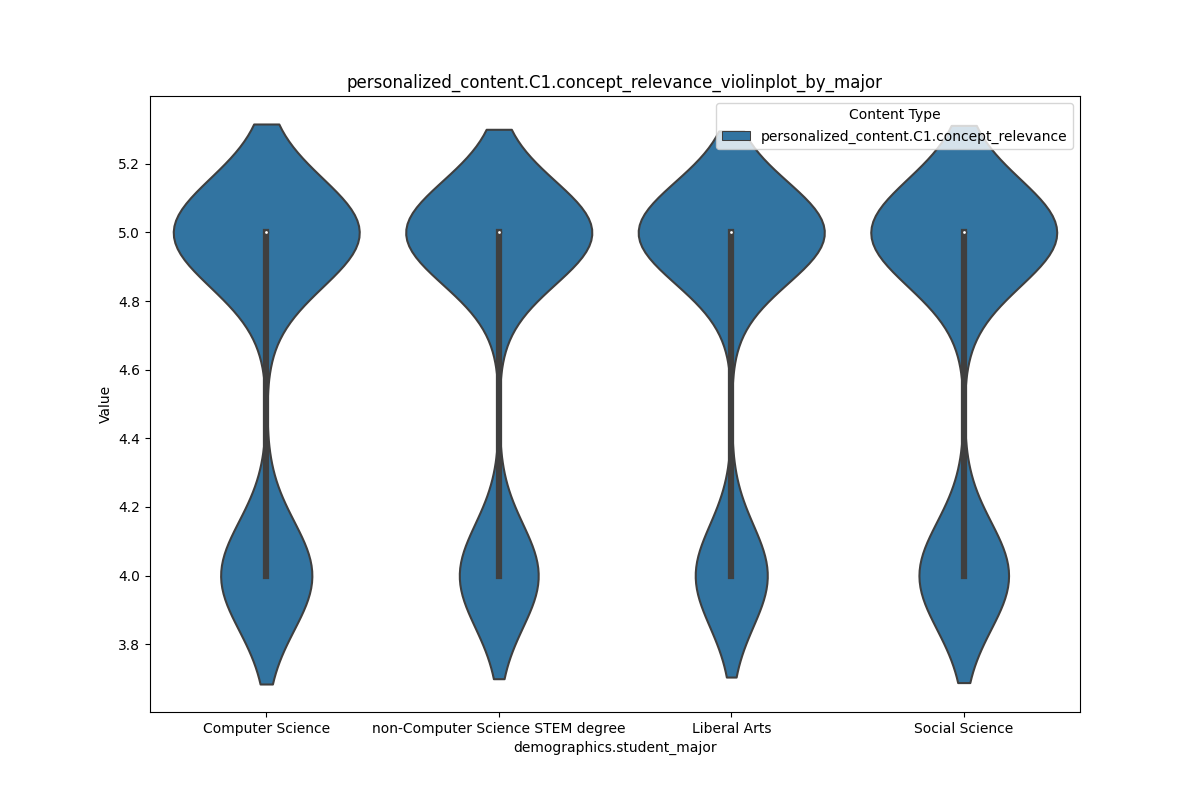 personalized_content.C1.concept_relevance_violinplot_by_major
Content Type
personalized_content.C1.concept_relevance
5.2
5.0
4.8
4.6
4.4
4.2
4.0
3.8
Value
Computer Science
non-Computer Science STEM degree
Liberal Arts
Social Science
demographics.student_major